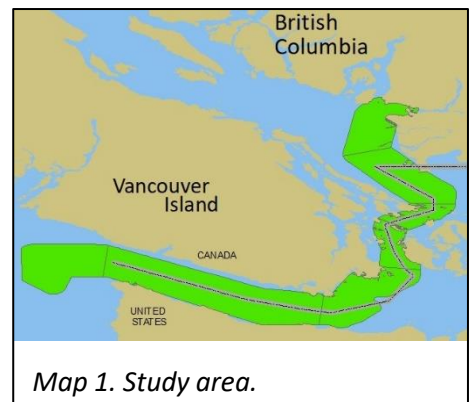 British
Columbia
Vancouver
Island
CANADA
UNITED
STATES
Map 1. Study area.